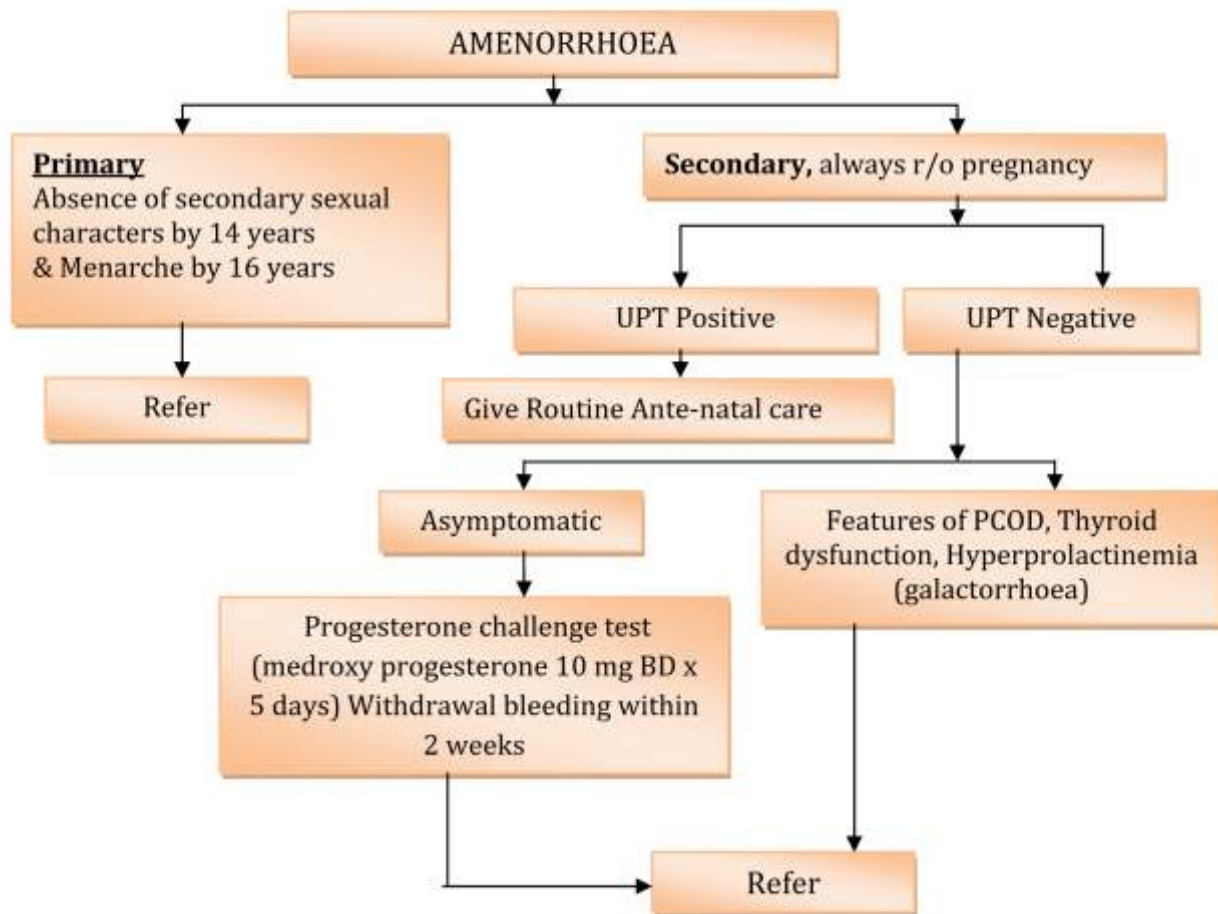 AMENORRHOEA
Primary
Absence of secondary sexual
characters by 14 years
& Menarche by 16 years
Secondary, always r/o pregnancy
UPT Positive
UPT Negative
Refer
Give Routine Ante-natal care
Asymptomatic
Features of PCOD, Thyroid
dysfunction, Hyperprolactinemia
(galactorrhoea)
Progesterone challenge test
(medroxy progesterone 10 mg BD x
5 days) Withdrawal bleeding within
2 weeks
Refer